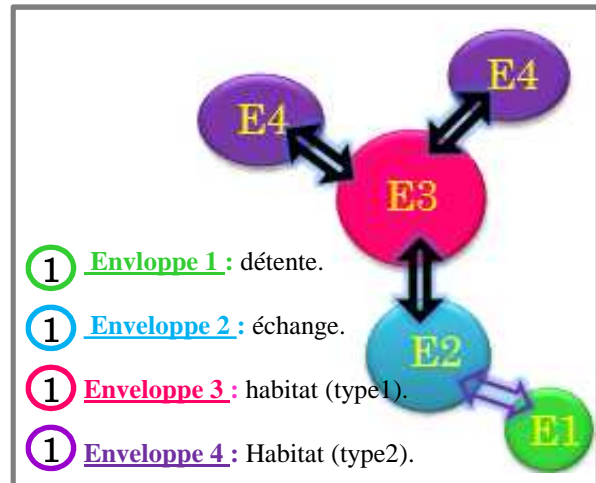 E4
E4
E3
1 Envloppe 1 : détente.
1 Enveloppe 2 : échange.
E2
1 Enveloppe 3 : habitat (type1).
E1
1 Enveloppe 4 : Habitat (type2).